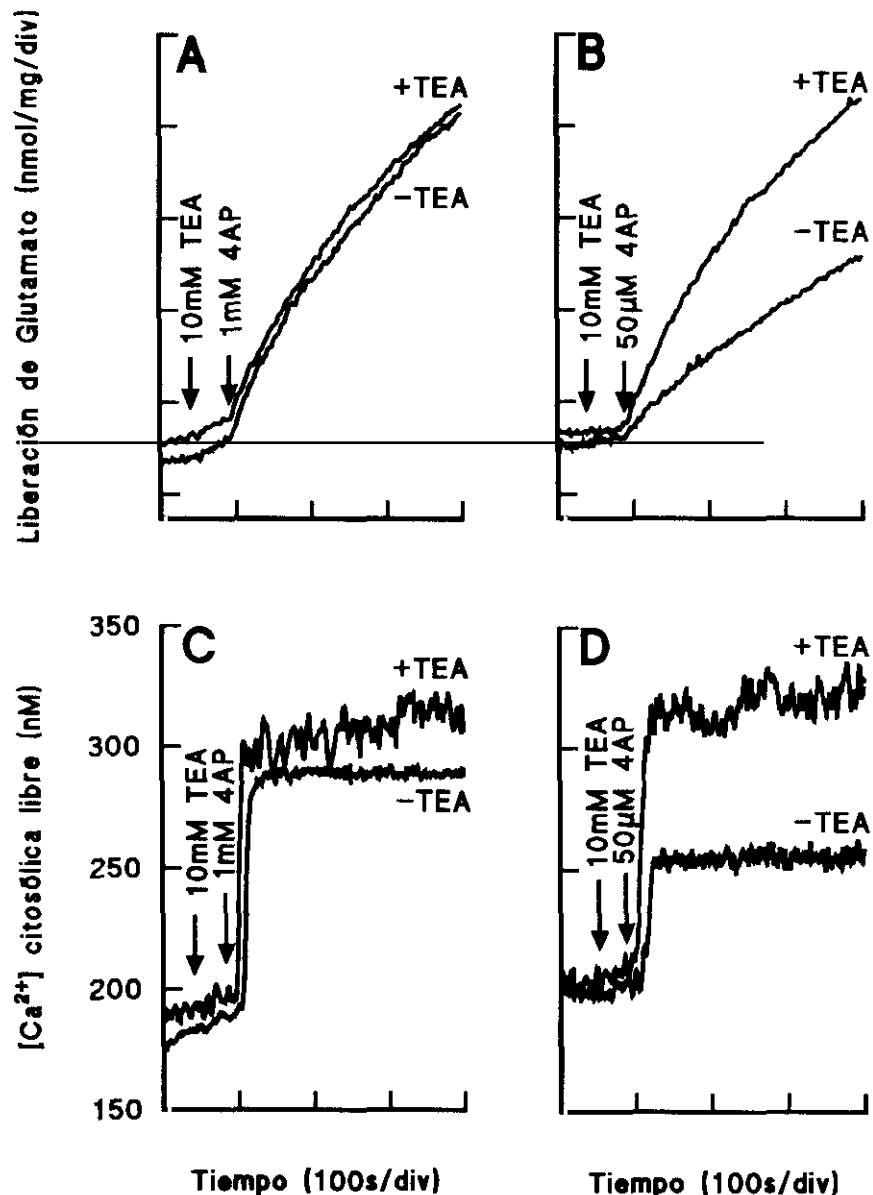 Liberación de Glutamato (nmol/mg/div)
A
+TEA
-TEA
10mM TEA
1mM 4AP
B
+TEA
-TEA
10mM TEA
50µM 4AP
[Ca²⁺] citosólica libre (nM)
350
300
250
200
150
C
+TEA
-TEA
10mM TEA
1mM 4AP
D
+TEA
-TEA
10mM TEA
50µM 4AP
Tiempo (100s/div)
Tiempo (100s/div)